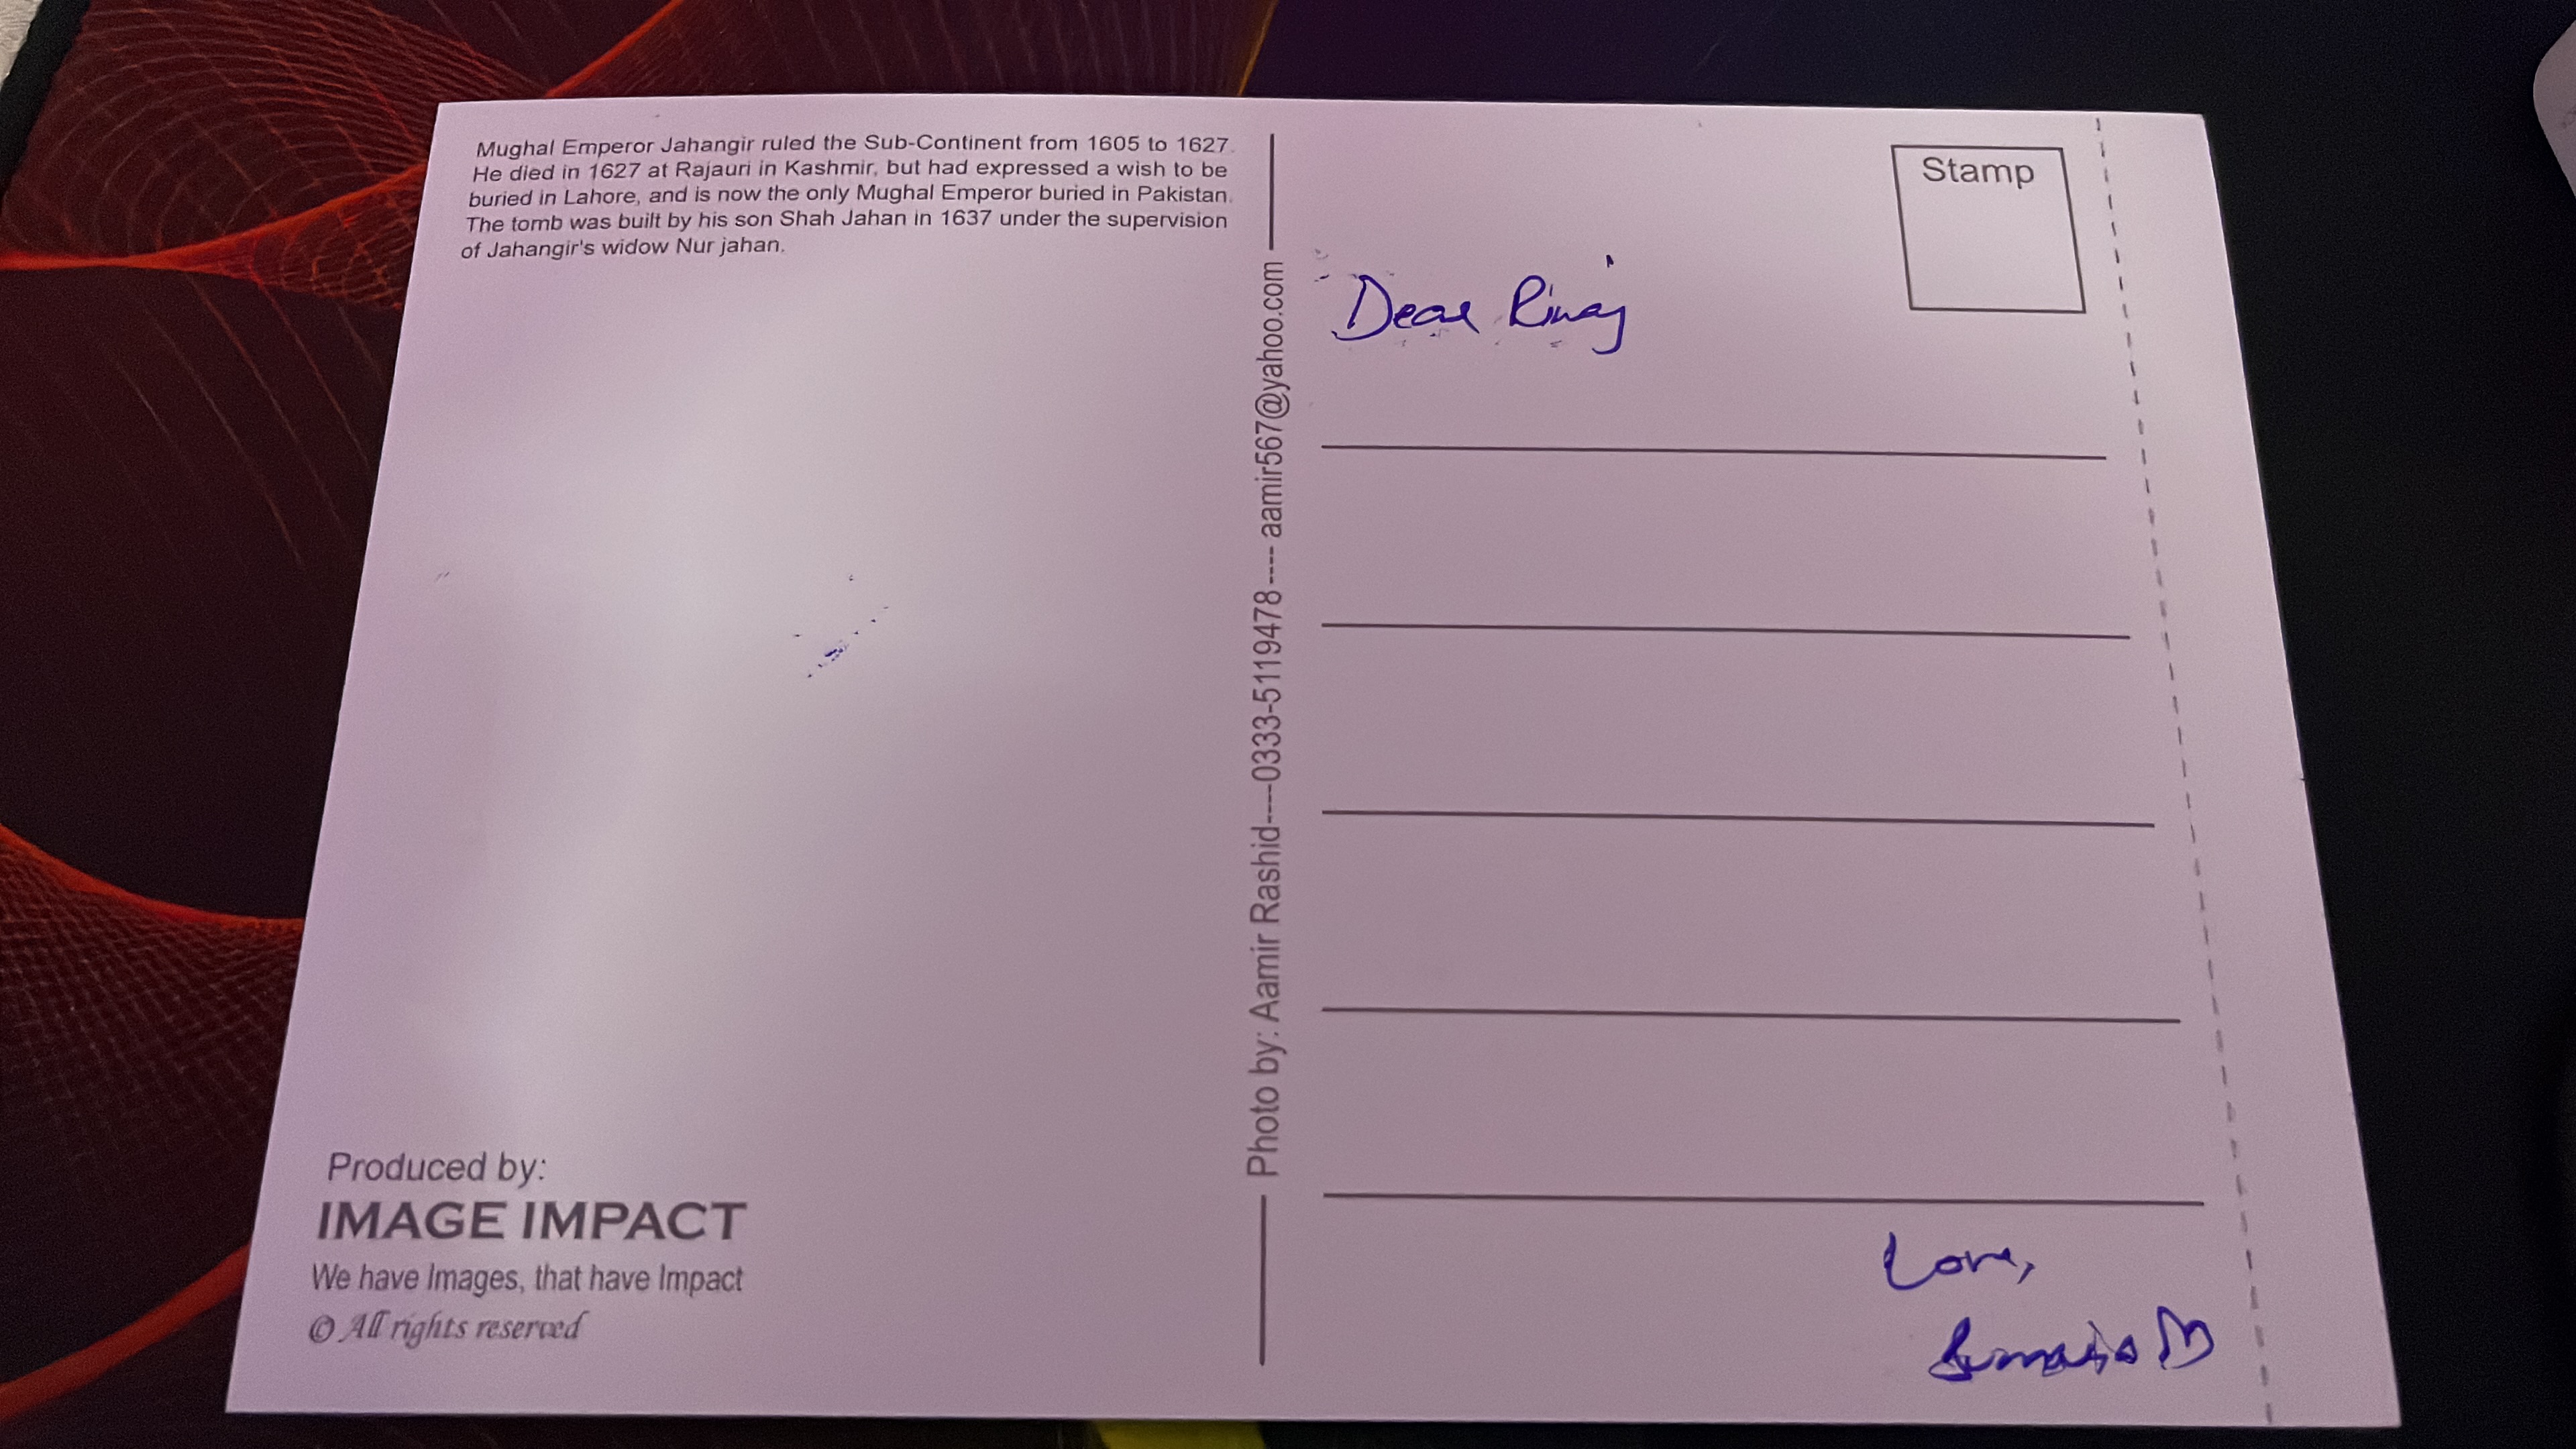 Mughal Emperor Jahangir ruled the Sub-Continent from 1605 to 1627.
He died in 1627 at Rajauri in Kashmir, but had expressed a wish to be
buried in Lahore, and is now the only Mughal Emperor buried in Pakistan.
The tomb was built by his son Shah Jahan in 1637 under the supervision
of Jahangir's widow Nur jahan.
Produced by:
IMAGE IMPACT
We have Images, that have Impact
© All rights reserved
Photo by: Aamir Rashid----0333-5119478---- aamir567@yahoo.com
Stamp
Dear
Love,